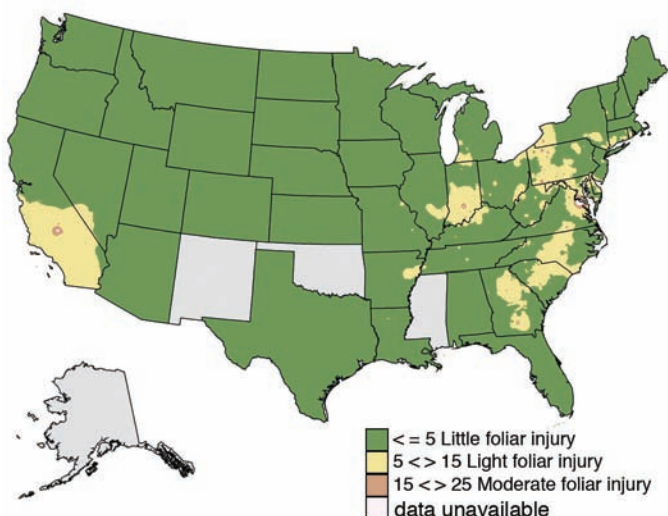 < = 5 Little foliar injury
5 < > 15 Light foliar injury
15 < > 25 Moderate foliar injury
data unavailable